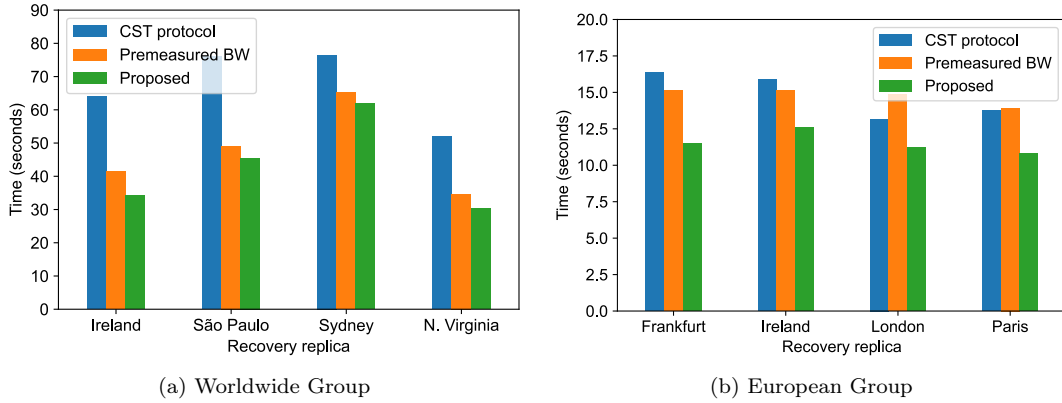 90
80
70
60
50
40
30
20
10
0
Time (seconds)
CST protocol
Premeasured BW
Proposed
Ireland
São Paulo
Sydney
N. Virginia
Recovery replica
(a) Worldwide Group
20.0
17.5
15.0
12.5
10.0
7.5
5.0
2.5
0.0
Time (seconds)
CST protocol
Premeasured BW
Proposed
Frankfurt
Ireland
London
Paris
Recovery replica
(b) European Group